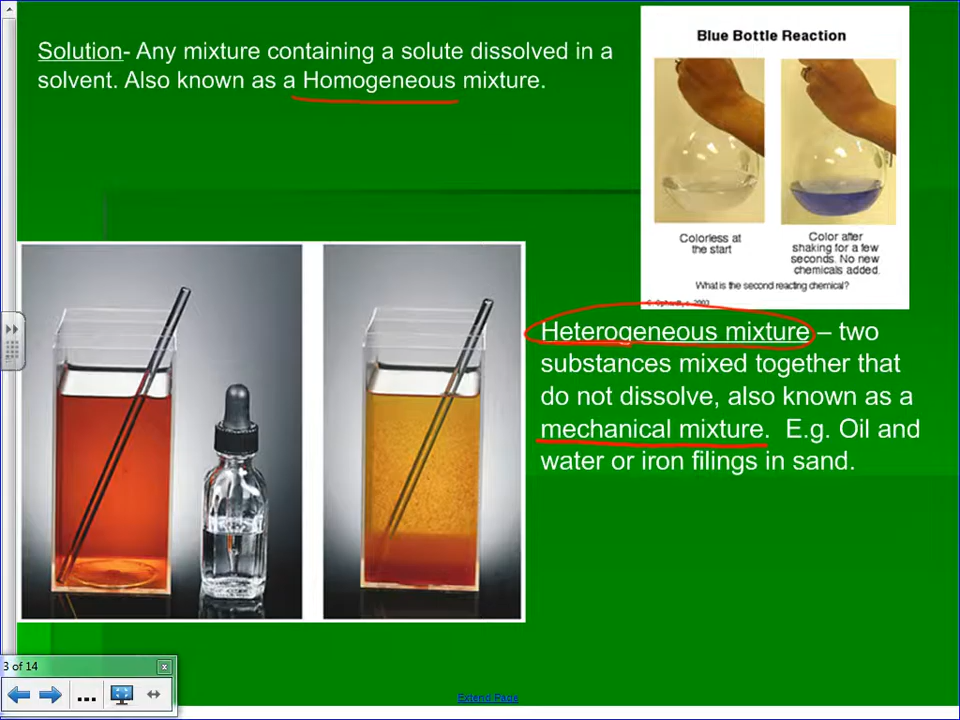 Solution- Any mixture containing a solute dissolved in a
solvent. Also known as a Homogeneous mixture.
Blue Bottle Reaction
Colorless at
the start
Color after
shaking for a few
seconds. No new
chemicals added.
What is the second reacting chemical?
2003
Heterogeneous mixture – two
substances mixed together that
do not dissolve, also known as a
mechanical mixture. E.g. Oil and
water or iron filings in sand.
3 of 14
Extend Page